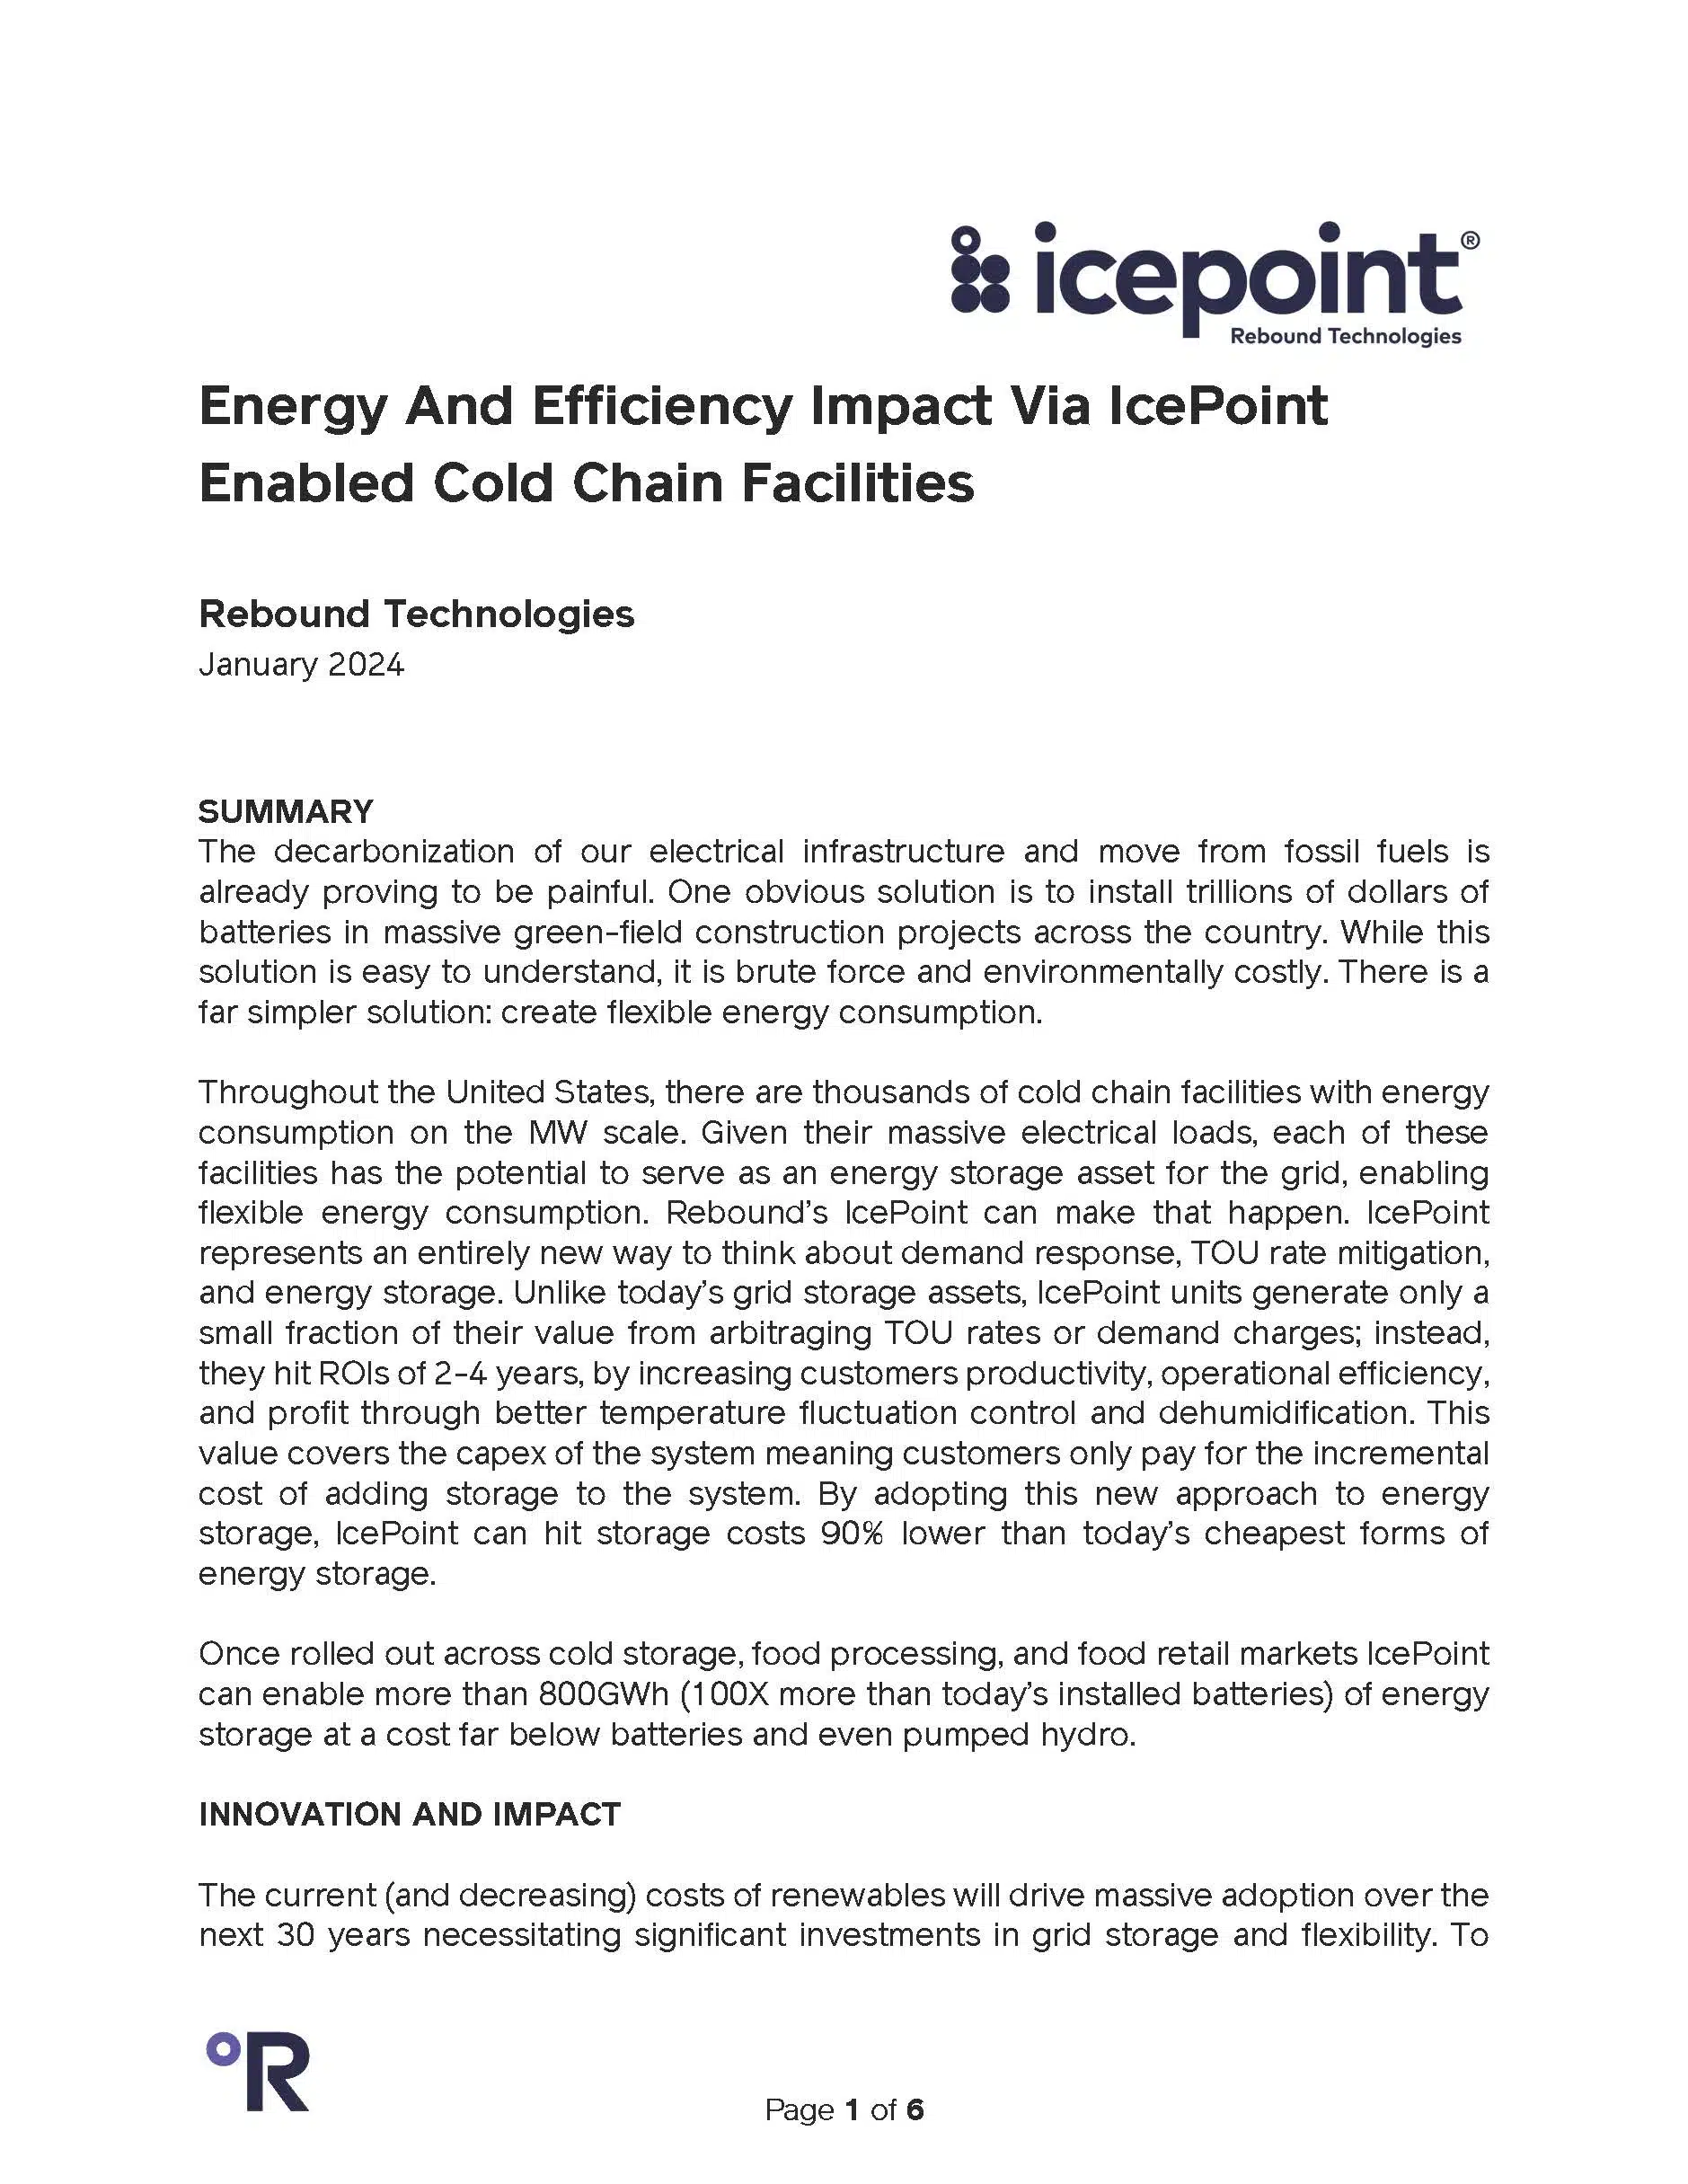 icepoint®
Rebound Technologies
Energy And Efficiency Impact Via IcePoint
Enabled Cold Chain Facilities
Rebound Technologies
January 2024
SUMMARY
The decarbonization of our electrical infrastructure and move from fossil fuels is
already proving to be painful. One obvious solution is to install trillions of dollars of
batteries in massive green-field construction projects across the country. While this
solution is easy to understand, it is brute force and environmentally costly. There is a
far simpler solution: create flexible energy consumption.
Throughout the United States, there are thousands of cold chain facilities with energy
consumption on the MW scale. Given their massive electrical loads, each of these
facilities has the potential to serve as an energy storage asset for the grid, enabling
flexible energy consumption. Rebound's IcePoint can make that happen. IcePoint
represents an entirely new way to think about demand response, TOU rate mitigation,
and energy storage. Unlike today's grid storage assets, IcePoint units generate only a
small fraction of their value from arbitraging TOU rates or demand charges; instead,
they hit ROIs of 2-4 years, by increasing customers productivity, operational efficiency,
and profit through better temperature fluctuation control and dehumidification. This
value covers the capex of the system meaning customers only pay for the incremental
cost of adding storage to the system. By adopting this new approach to energy
storage, IcePoint can hit storage costs 90% lower than today's cheapest forms of
energy storage.
Once rolled out across cold storage, food processing, and food retail markets IcePoint
can enable more than 800GWh (100X more than today's installed batteries) of energy
storage at a cost far below batteries and even pumped hydro.
INNOVATION AND IMPACT
The current (and decreasing) costs of renewables will drive massive adoption over the
next 30 years necessitating significant investments in grid storage and flexibility. To
°R
Page 1 of 6